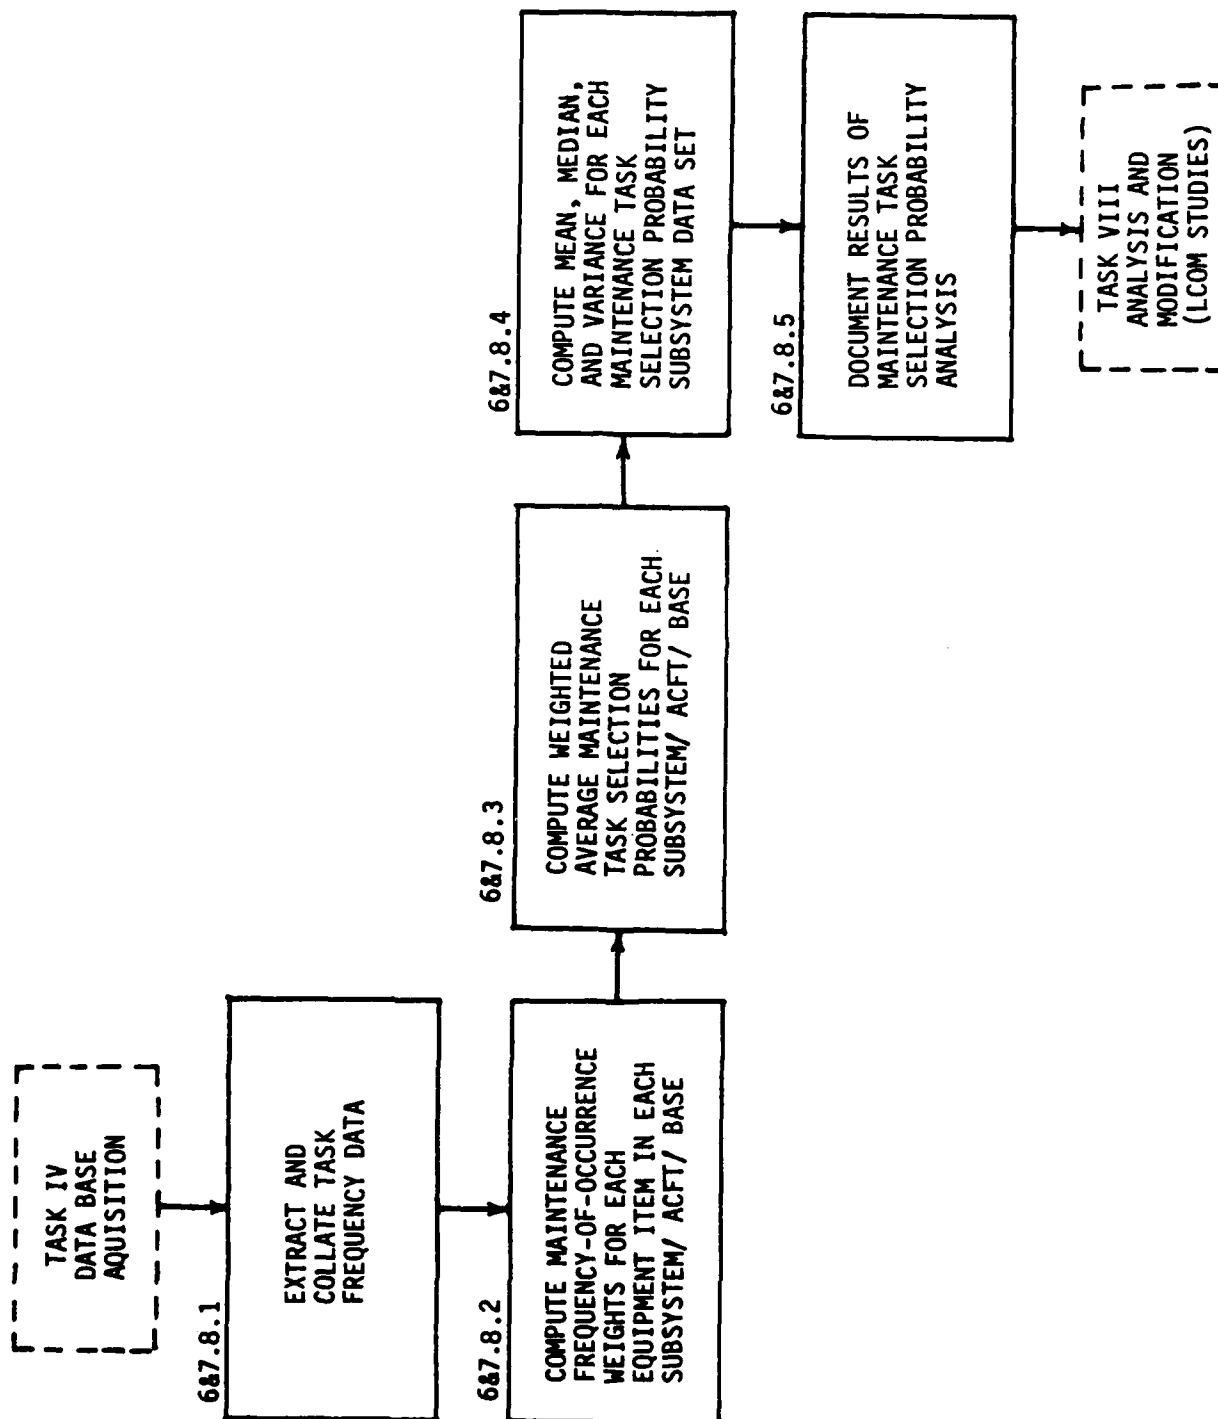 TASK IV
DATA BASE
AQUISITION
6&7.8.1
EXTRACT AND
COLLATE TASK
FREQUENCY DATA
6&7.8.2
COMPUTE MAINTENANCE
FREQUENCY-OF-OCCURRENCE
WEIGHTS FOR EACH
EQUIPMENT ITEM IN EACH
SUBSYSTEM/ ACFT/ BASE
6&7.8.3
COMPUTE WEIGHTED
AVERAGE MAINTENANCE
TASK SELECTION
PROBABILITIES FOR EACH
SUBSYSTEM/ ACFT/ BASE
6&7.8.4
COMPUTE MEAN, MEDIAN,
AND VARIANCE FOR EACH
MAINTENANCE TASK
SELECTION PROBABILITY
SUBSYSTEM DATA SET
6&7.8.5
DOCUMENT RESULTS OF
MAINTENANCE TASK
SELECTION PROBABILITY
ANALYSIS
TASK VIII
ANALYSIS AND
MODIFICATION
(LCOM STUDIES)